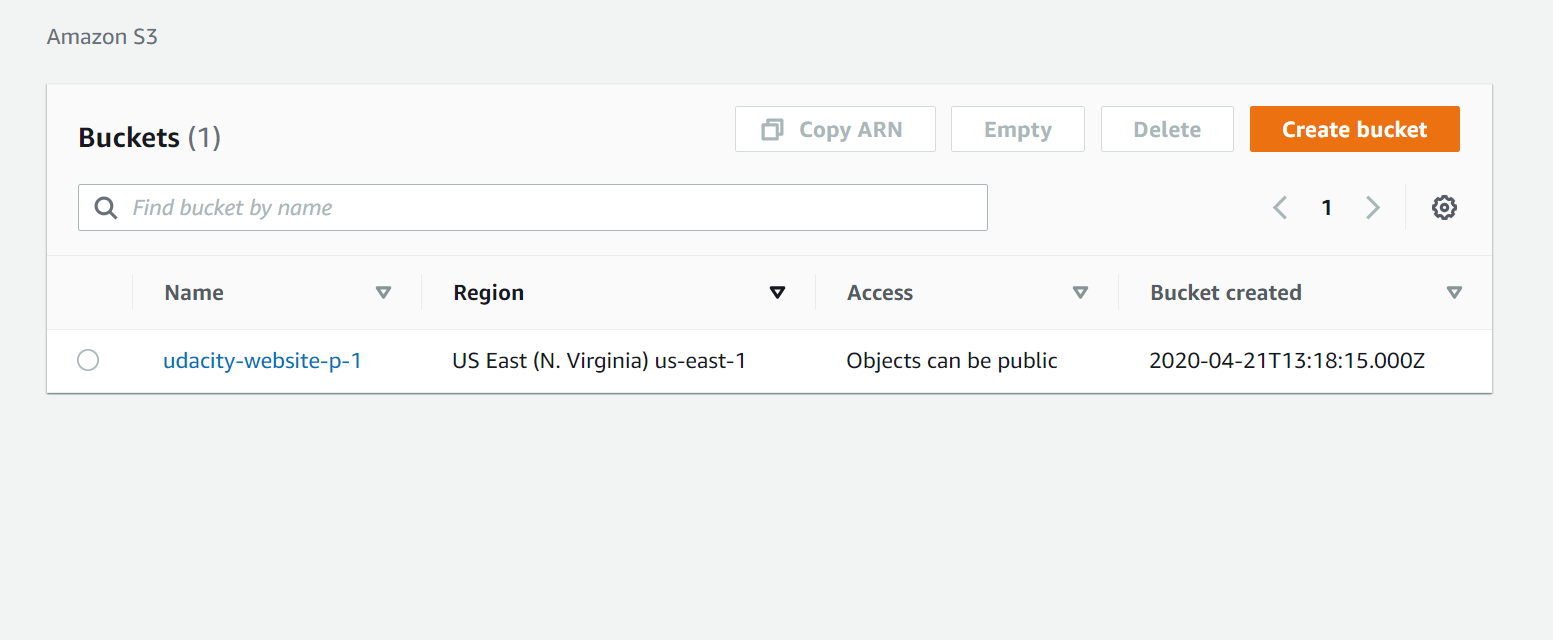 Amazon S3
Buckets (1)
Copy ARN
Empty
Delete
Create bucket
Find bucket by name
1
Name
Region
Access
Bucket created
udacity-website-p-1
US East (N. Virginia) us-east-1
Objects can be public
2020-04-21T13:18:15.000Z